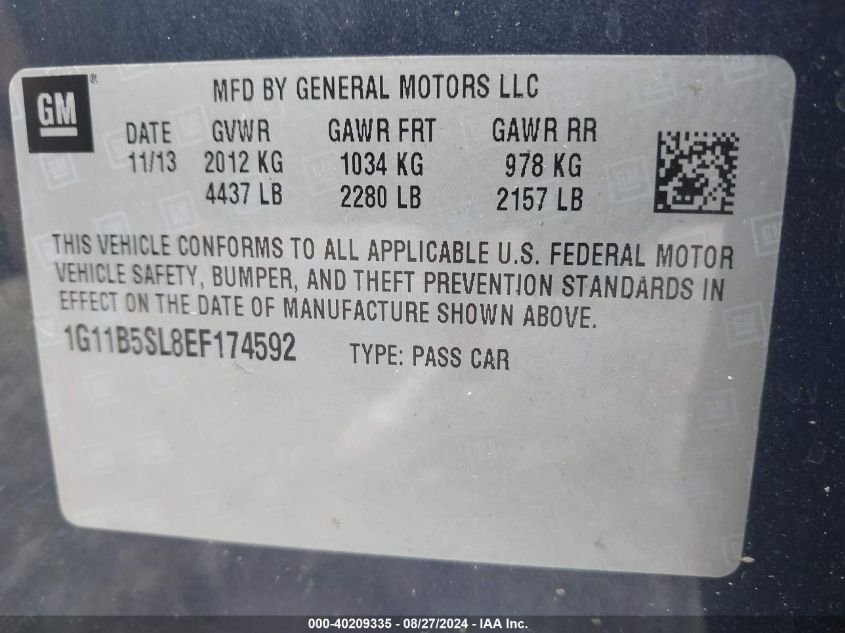 GM ®
MFD BY GENERAL MOTORS LLC
DATE GVWR GAWR FRT GAWR RR
11/13 2012 KG 1034 KG 978 KG
4437 LB 2280 LB 2157 LB
THIS VEHICLE CONFORMS TO ALL APPLICABLE U.S. FEDERAL MOTOR
VEHICLE SAFETY, BUMPER, AND THEFT PREVENTION STANDARDS IN
EFFECT ON THE DATE OF MANUFACTURE SHOWN ABOVE.
1G11B5SL8EF174592 TYPE: PASS CAR
000-40209335 - 08/27/2024 - IAA Inc.